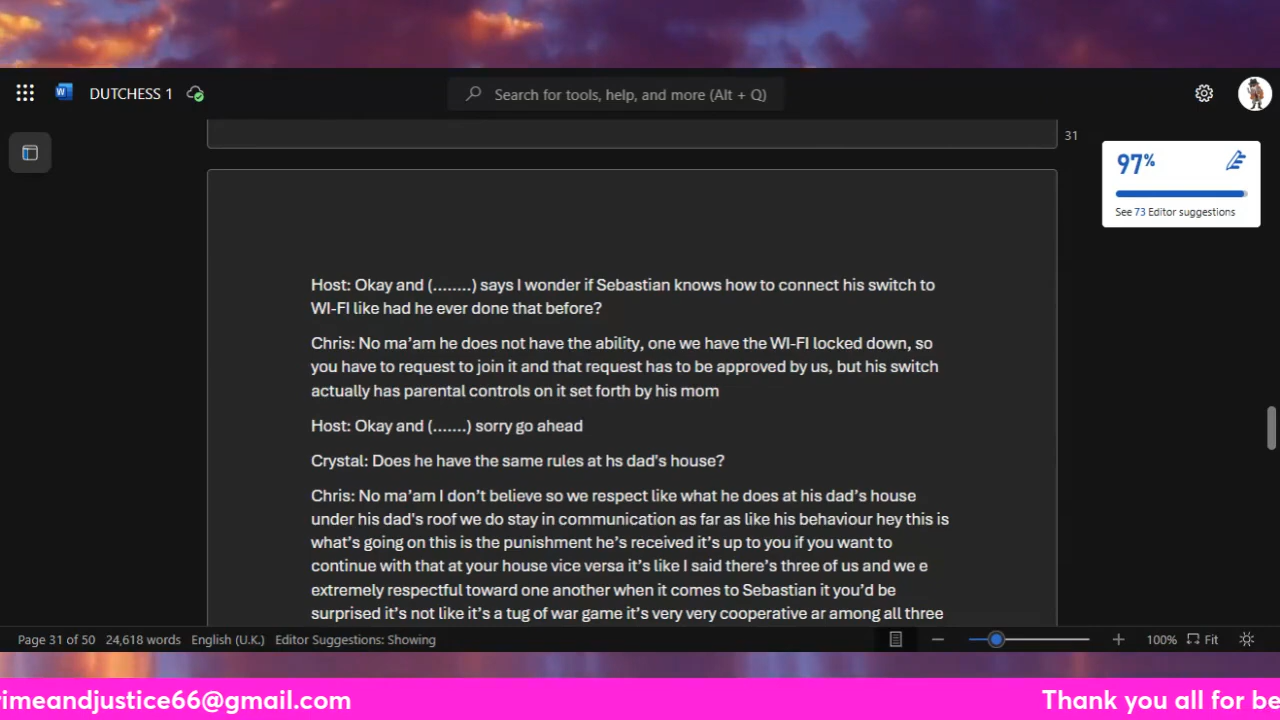 DUTCHESS 1
Search for tools, help, and more (Alt + Q)
31
97%
See 73 Editor suggestions
Host: Okay and (........) says I wonder if Sebastian knows how to connect his switch to
WI-FI like had he ever done that before?
Chris: No ma’am he does not have the ability, one we have the WI-FI locked down, so
you have to request to join it and that request has to be approved by us, but his switch
actually has parental controls on it set forth by his mom
Host: Okay and (.......) sorry go ahead
Crystal: Does he have the same rules at hs dad's house?
Chris: No ma’am I don’t believe so we respect like what he does at his dad’s house
under his dad's roof we do stay in communication as far as like his behaviour hey this is
what’s going on this is the punishment he’s received it’s up to you if you want to
continue with that at your house vice versa it’s like I said there’s three of us and we e
extremely respectful toward one another when it comes to Sebastian it you’d be
surprised it’s not like it’s a tug of war game it’s very very cooperative ar among all three
Page 31 of 50 24,618 words English (U.K.) Editor Suggestions: Showing
100% Fit
rimeandjustice66@gmail.com Thank you all for be